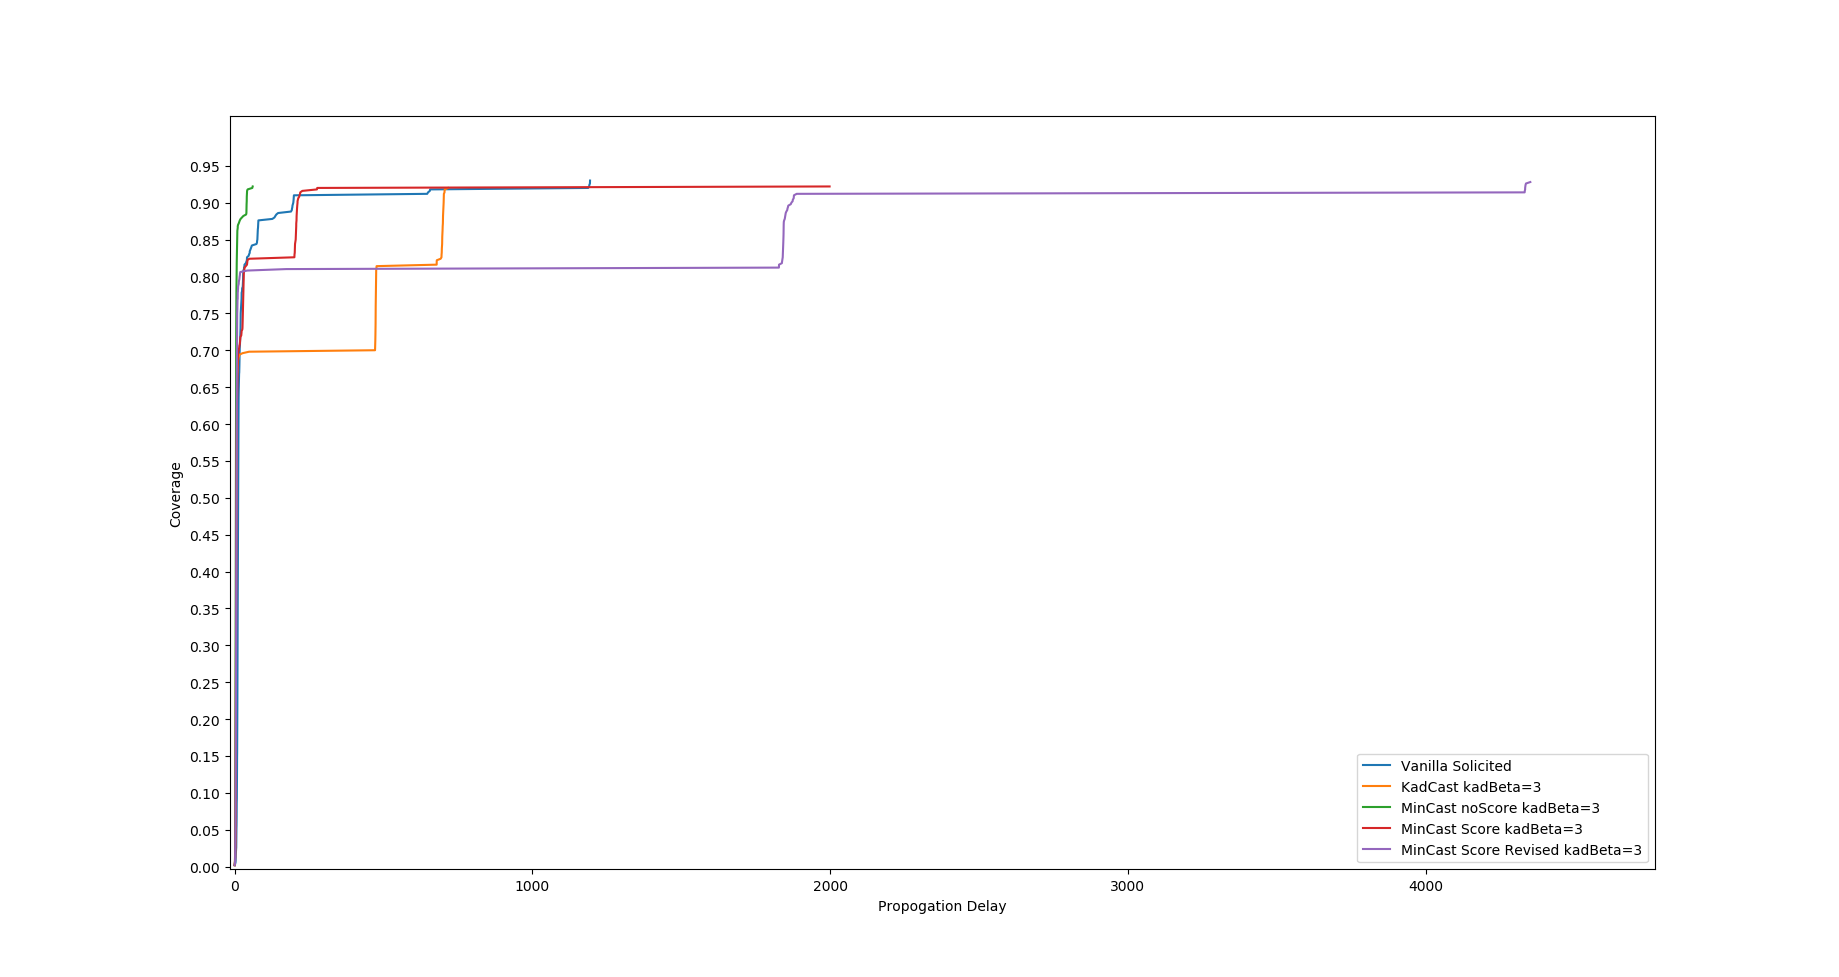 0.95
0.90
0.85
0.80
0.75
0.70
0.65
0.60
0.55
0.50
0.45
0.40
0.35
0.30
0.25
0.20
0.15
0.10
0.05
0.00
Coverage
0 1000 2000 3000 4000
Propogation Delay
Vanilla Solicited
KadCast kadBeta=3
MinCast noScore kadBeta=3
MinCast Score kadBeta=3
MinCast Score Revised kadBeta=3